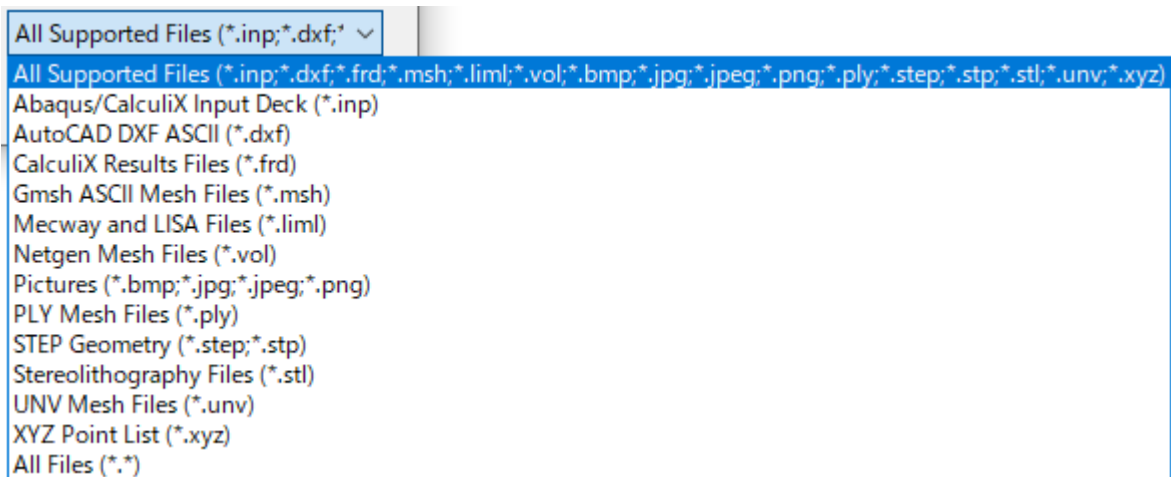 All Supported Files (*.inp;*.dxf;*
All Supported Files (*.inp;*.dxf;*.frd;*.msh;*.liml;*.vol;*.bmp;*.jpg;*.jpeg;*.png;*.ply;*.step;*.stp;*.stl;*.unv;*.xyz)
Abaqus/CalculiX Input Deck (*.inp)
AutoCAD DXF ASCII (*.dxf)
CalculiX Results Files (*.frd)
Gmsh ASCII Mesh Files (*.msh)
Mecway and LISA Files (*.liml)
Netgen Mesh Files (*.vol)
Pictures (*.bmp;*.jpg;*.jpeg;*.png)
PLY Mesh Files (*.ply)
STEP Geometry (*.step;*.stp)
Stereolithography Files (*.stl)
UNV Mesh Files (*.unv)
XYZ Point List (*.xyz)
All Files (*.*)